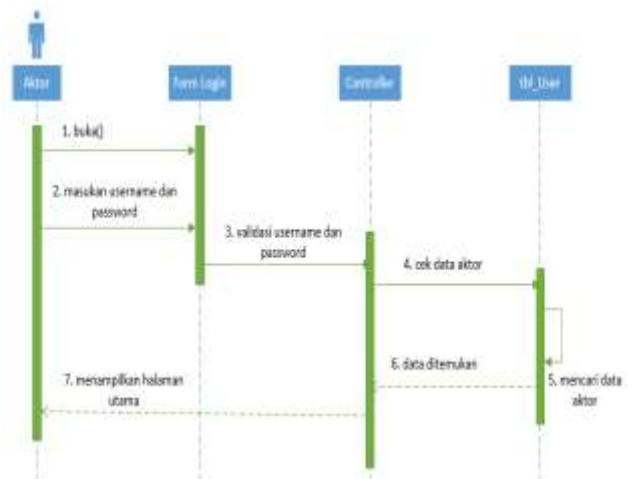 Aktor
Form Login
Controller
tbl_User
1. buka()
2. masukan username dan
password
3. validasi username dan
password
4. cek data aktor
6. data ditemukan
5. mencari data
aktor
7. menampilkan halaman
utama